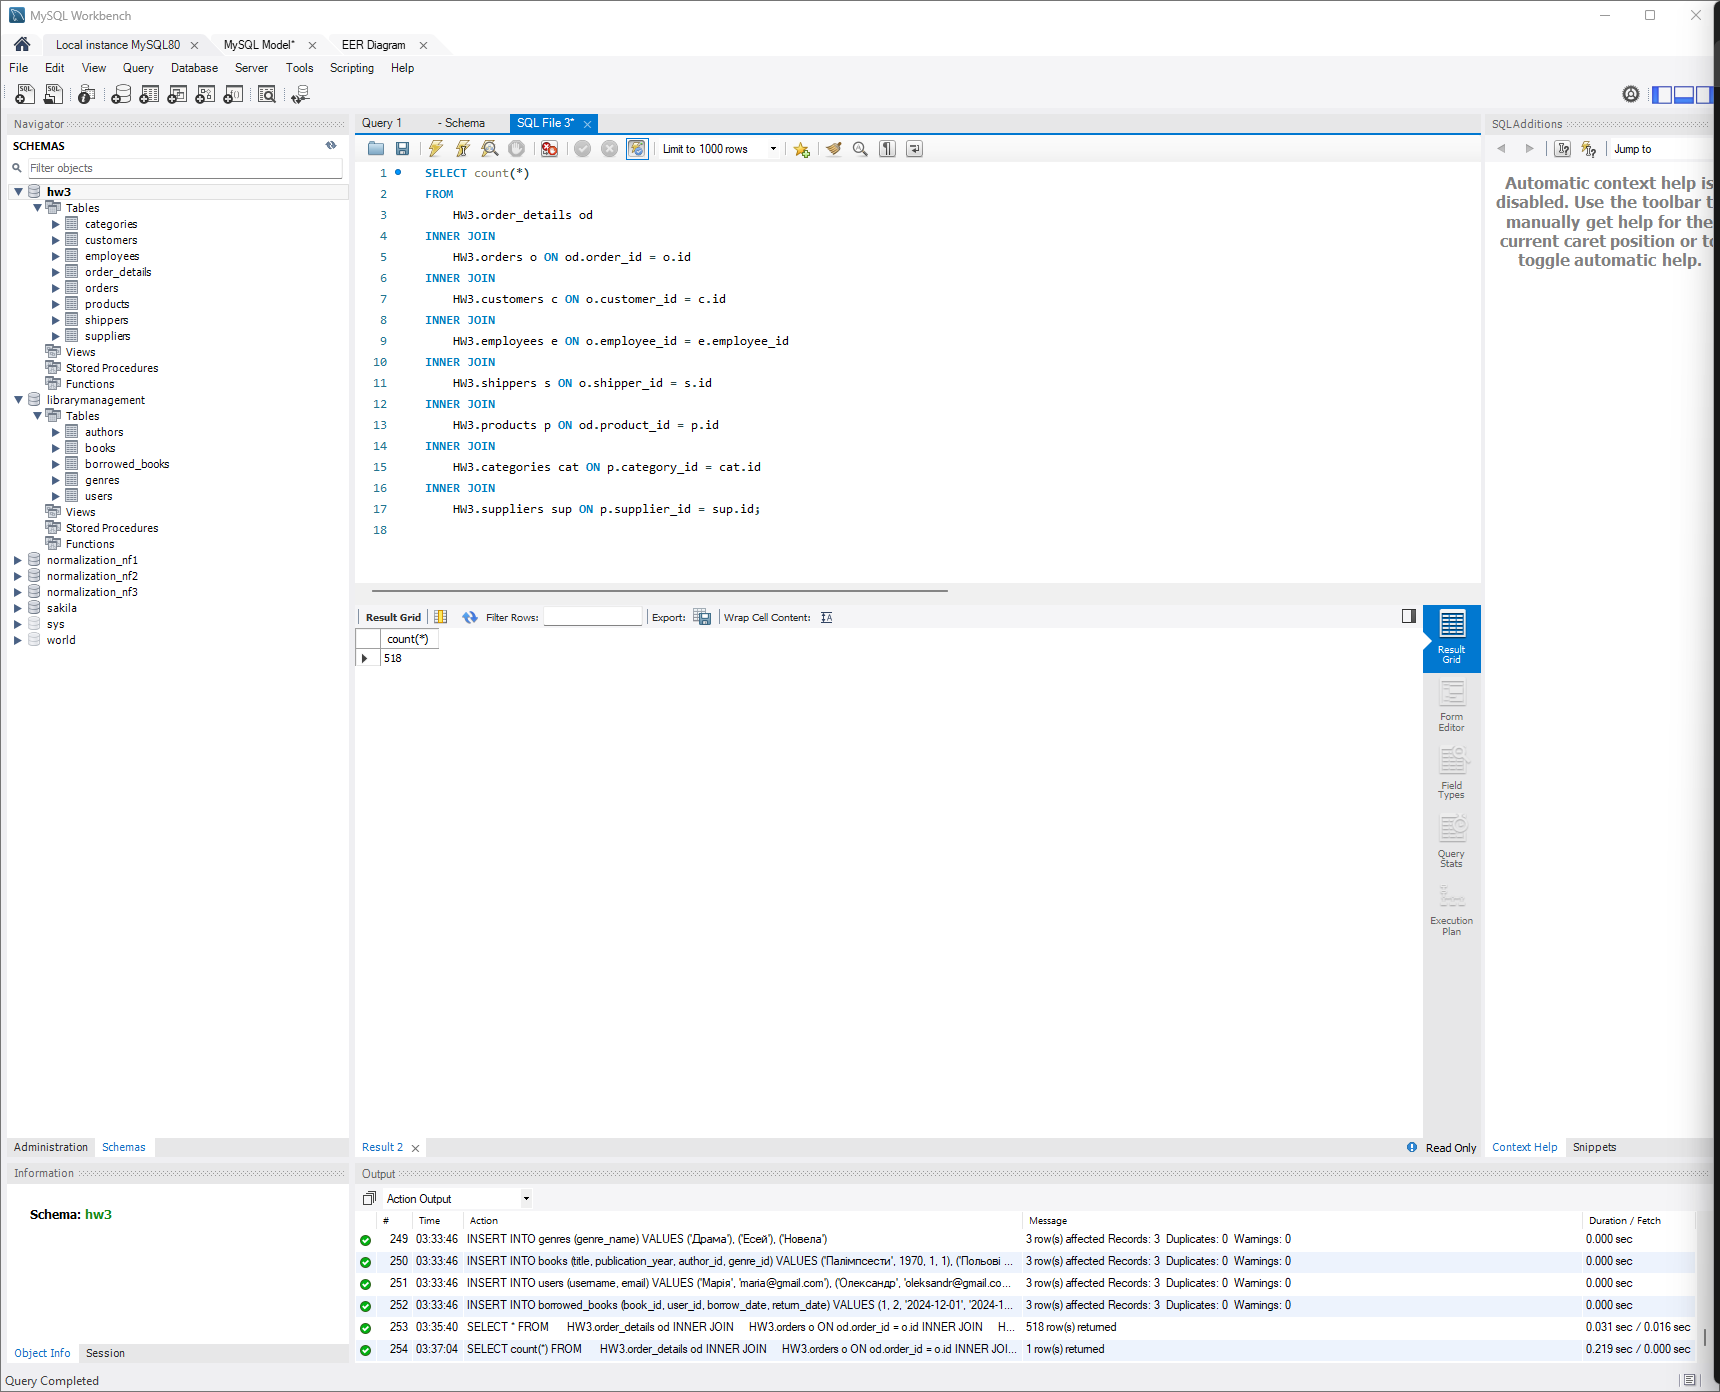 MySQL Workbench
Local instance MySQL80
MySQL Model*
EER Diagram
File Edit View Query Database Server Tools Scripting Help
Navigator
SCHEMAS
Filter objects
hw3
Tables
categories
customers
employees
order_details
orders
products
shippers
suppliers
Views
Stored Procedures
Functions
librarymanagement
Tables
authors
books
borrowed_books
genres
users
Views
Stored Procedures
Functions
normalization_nf1
normalization_nf2
normalization_nf3
sakila
sys
world
Administration Schemas
Information
Schema: hw3
Object Info Session
Query Completed
Query 1 - Schema SQL File 3*
Limit to 1000 rows
1 SELECT count(*)
2 FROM
3 HW3.order_details od
4 INNER JOIN
5 HW3.orders o ON od.order_id = o.id
6 INNER JOIN
7 HW3.customers c ON o.customer_id = c.id
8 INNER JOIN
9 HW3.employees e ON o.employee_id = e.employee_id
10 INNER JOIN
11 HW3.shippers s ON o.shipper_id = s.id
12 INNER JOIN
13 HW3.products p ON od.product_id = p.id
14 INNER JOIN
15 HW3.categories cat ON p.category_id = cat.id
16 INNER JOIN
17 HW3.suppliers sup ON p.supplier_id = sup.id;
18
Result Grid Filter Rows: Export: Wrap Cell Content:
count(*)
518
Result Grid
Form Editor
Field Types
Query Stats
Execution Plan
Result 2
Read Only
SQLAdditions
Jump to
Automatic context help is
disabled. Use the toolbar t
manually get help for the
current caret position or to
toggle automatic help.
Context Help Snippets
Output
Action Output
# Time Action Message Duration / Fetch
249 03:33:46 INSERT INTO genres (genre_name) VALUES ('Драма'), ('Есей'), ('Новела') 3 row(s) affected Records: 3 Duplicates: 0 Warnings: 0 0.000 sec
250 03:33:46 INSERT INTO books (title, publication_year, author_id, genre_id) VALUES ('Палімпсести', 1970, 1, 1), ('Польові ... 3 row(s) affected Records: 3 Duplicates: 0 Warnings: 0 0.000 sec
251 03:33:46 INSERT INTO users (username, email) VALUES ('Марія', 'maria@gmail.com'), ('Олександр', 'oleksandr@gmail.co... 3 row(s) affected Records: 3 Duplicates: 0 Warnings: 0 0.000 sec
252 03:33:46 INSERT INTO borrowed_books (book_id, user_id, borrow_date, return_date) VALUES (1, 2, '2024-12-01', '2024-1... 3 row(s) affected Records: 3 Duplicates: 0 Warnings: 0 0.000 sec
253 03:35:40 SELECT * FROM HW3.order_details od INNER JOIN HW3.orders o ON od.order_id = o.id INNER JOIN H... 518 row(s) returned 0.031 sec / 0.016 sec
254 03:37:04 SELECT count(*) FROM HW3.order_details od INNER JOIN HW3.orders o ON od.order_id = o.id INNER JOI... 1 row(s) returned 0.219 sec / 0.000 sec